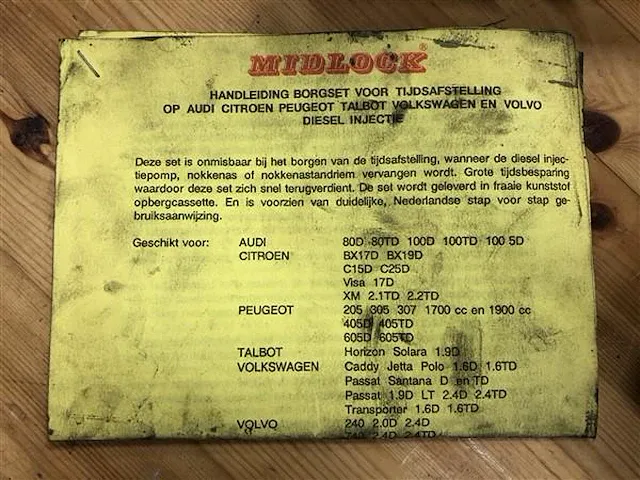 MIDLOCK®
HANDLEIDING BORGSET VOOR TIJDSAFSTELLING
OP AUDI CITROEN PEUGEOT TALBOT VOLKSWAGEN EN VOLVO
DIESEL INJECTIE
Deze set is onmisbaar bij het borgen van de tijdsafstelling, wanneer de diesel injec-
tiepomp, nokkenas of nokkenastandriem vervangen wordt. Grote tijdsbesparing
waardoor deze set zich snel terugverdient. De set wordt geleverd in fraaie kunststof
opbergcassette. En is voorzien van duidelijke, Nederlandse stap voor stap ge-
bruiksaanwijzing.
Geschikt voor: AUDI 80D 80TD 100D 100TD 100 5D
CITROEN BX17D BX19D
C15D C25D
Visa 17D
XM 2.1TD 2.2TD
PEUGEOT 205 305 307 1700 cc en 1900 cc
405D 405TD
605D 605TD
TALBOT Horizon Solara 1.9D
VOLKSWAGEN Caddy Jetta Polo 1.6D 1.6TD
Passat Santana D en TD
Passat 1.9D LT 2.4D 2.4TD
Transporter 1.6D 1.6TD
VOLVO 240 2.0D 2.4D
740 2.4D 2.4TD